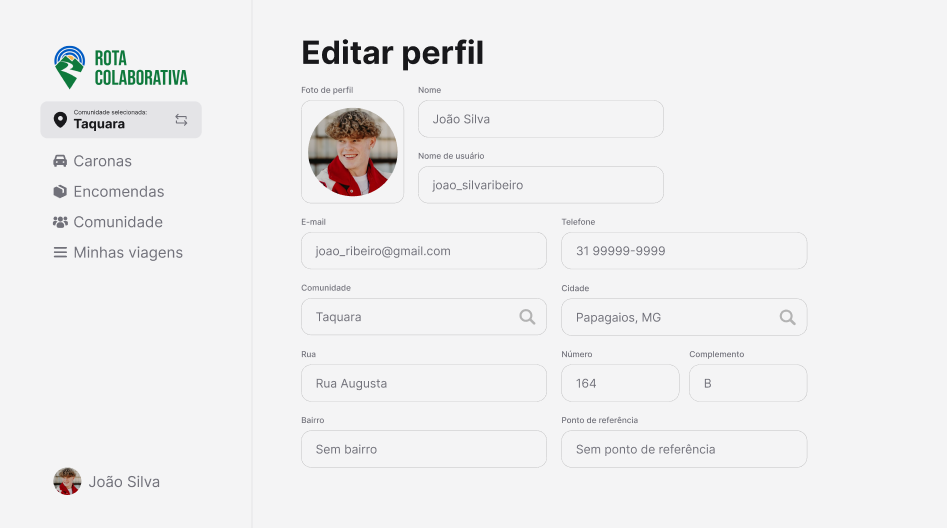 ROTA
COLABORATIVA
Comunidade selecionada:
Taquara
Caronas
Encomendas
Comunidade
Minhas viagens
João Silva
Editar perfil
Foto de perfil
Nome
João Silva
Nome de usuário
joao_silvaribeiro
E-mail
Telefone
joao_ribeiro@gmail.com
31 99999-9999
Comunidade
Cidade
Taquara
Papagaios, MG
Rua
Número
Complemento
Rua Augusta
164
B
Bairro
Ponto de referência
Sem bairro
Sem ponto de referência